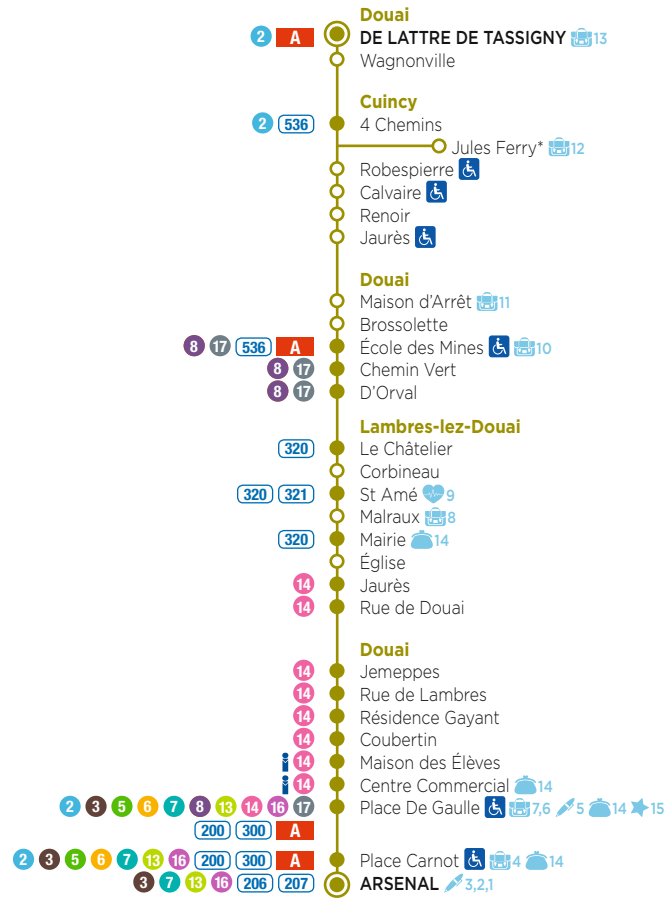 Douai
2 A DE LATTRE DE TASSIGNY 13
Wagnonville
Cuincy
2 536 4 Chemins
Jules Ferry* 12
Robespierre
Calvaire
Renoir
Jaurès
Douai
Maison d'Arrêt 11
Brossolette
8 17 536 A École des Mines 10
8 17 Chemin Vert
8 17 D'Orval
Lambres-lez-Douai
320 Le Châtelier
Corbineau
320 321 St Amé 9
Malraux 8
320 Mairie 14
Église
14 Jaurès
14 Rue de Douai
Douai
14 Jemeppes
14 Rue de Lambres
14 Résidence Gayant
14 Coubertin
14 Maison des Élèves
14 Centre Commercial 14
2 3 5 6 7 8 13 14 16 17 Place De Gaulle 7,6 5 14 15
200 300 A
2 3 5 6 7 13 16 200 300 A Place Carnot 4 14
3 7 13 16 206 207 ARSENAL 3,2,1